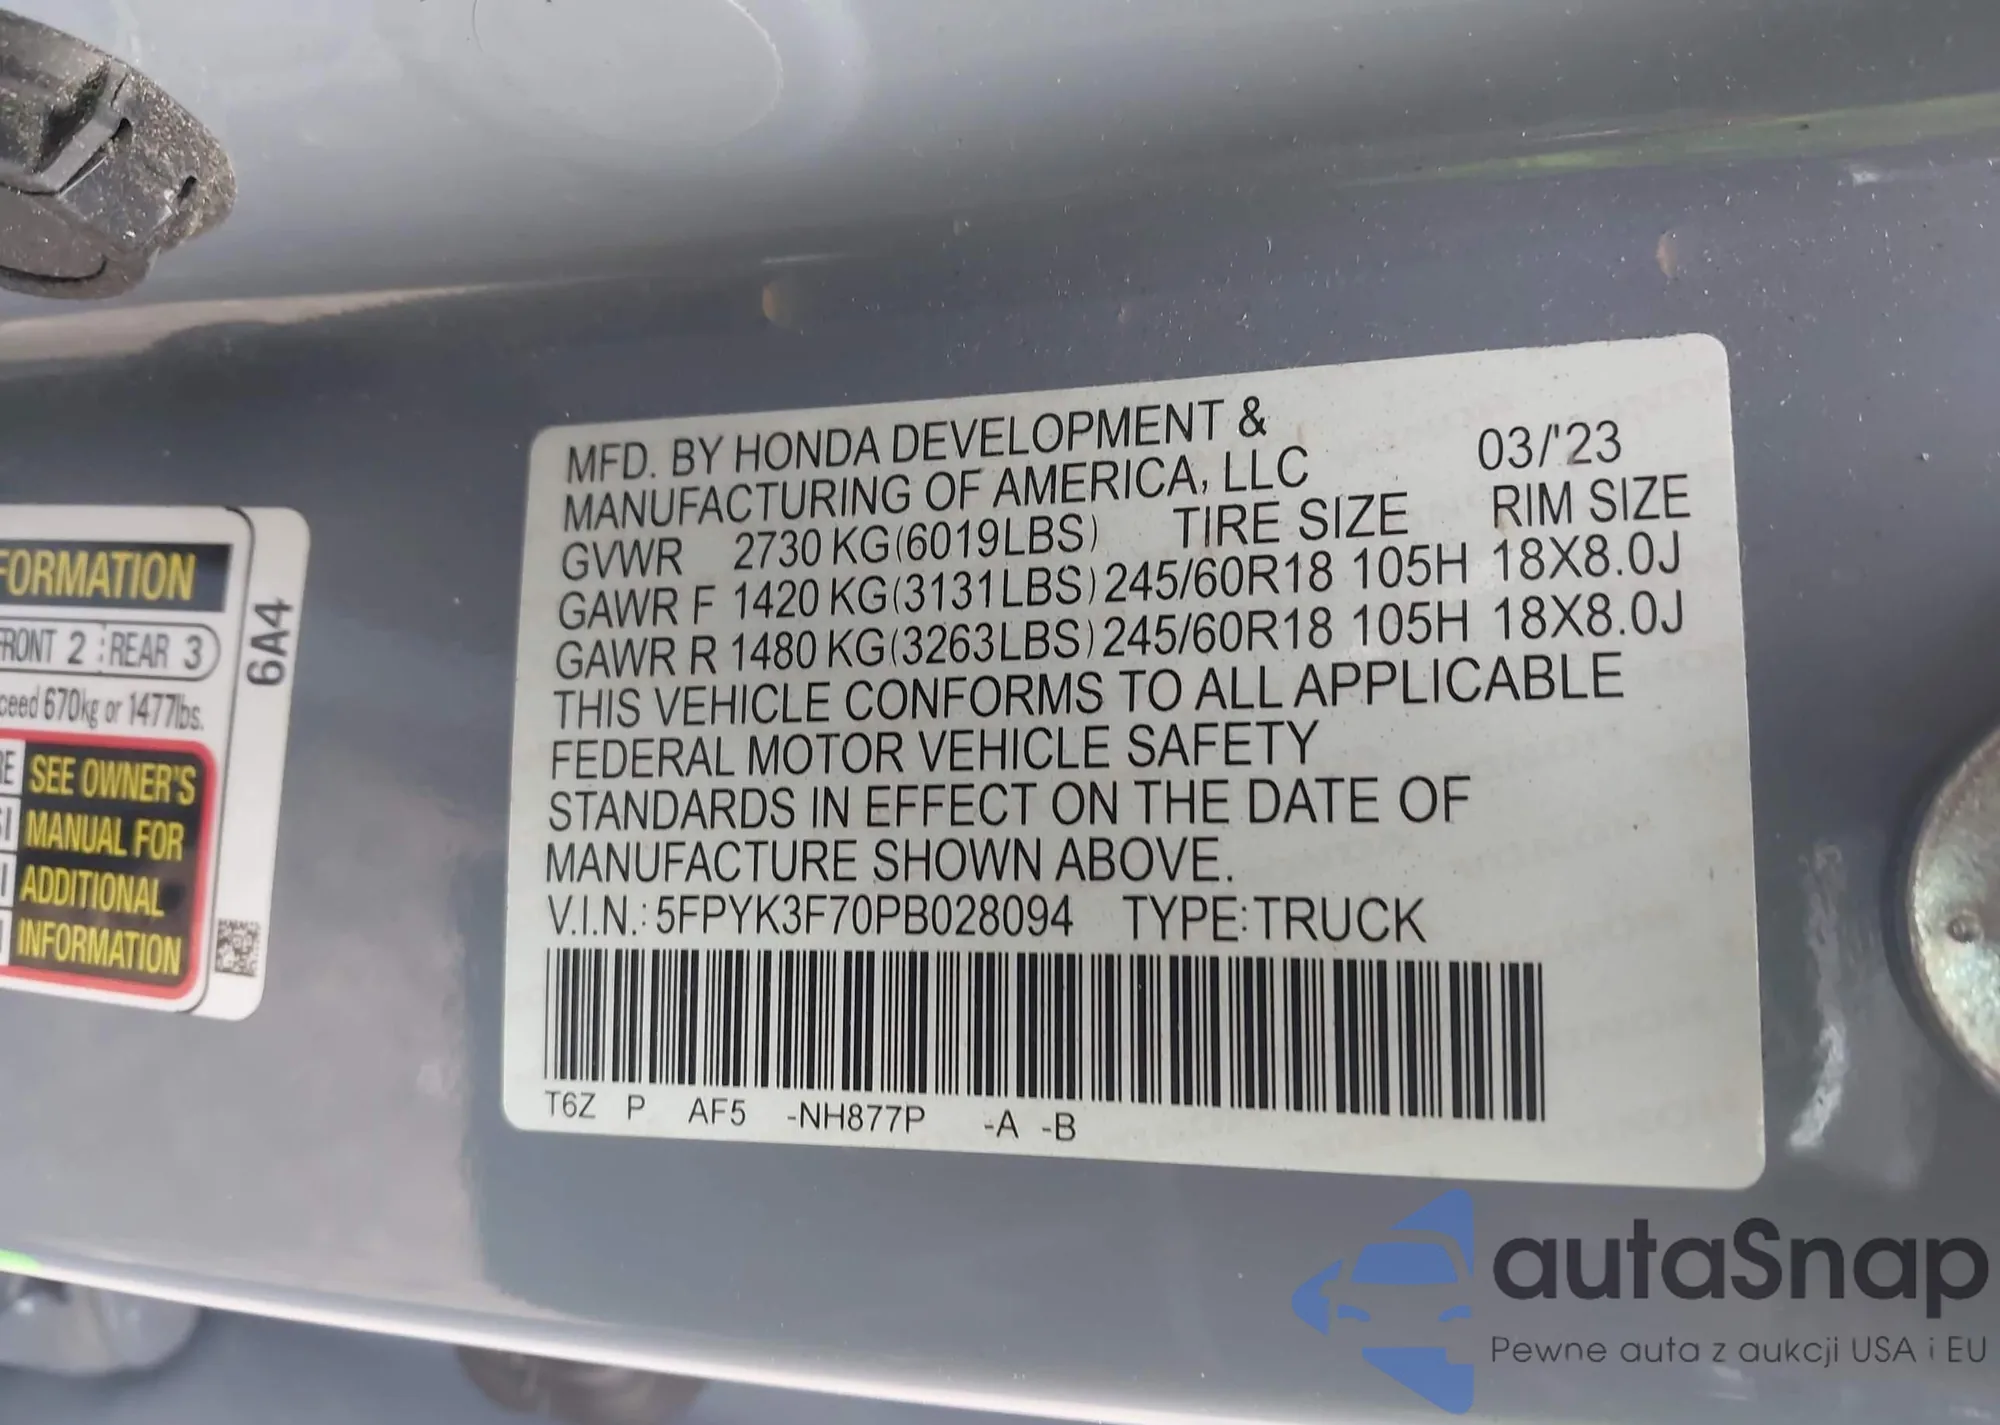 FORMATION
FRONT 2 : REAR 3
ceed 670kg or 1477lbs.
SEE OWNER'S
MANUAL FOR
ADDITIONAL
INFORMATION
6A4
MFD. BY HONDA DEVELOPMENT &
MANUFACTURING OF AMERICA, LLC 03/'23
GVWR 2730 KG(6019LBS) TIRE SIZE RIM SIZE
GAWR F 1420 KG(3131LBS) 245/60R18 105H 18X8.0J
GAWR R 1480 KG(3263LBS) 245/60R18 105H 18X8.0J
THIS VEHICLE CONFORMS TO ALL APPLICABLE
FEDERAL MOTOR VEHICLE SAFETY
STANDARDS IN EFFECT ON THE DATE OF
MANUFACTURE SHOWN ABOVE.
V.I.N.: 5FPYK3F70PB028094 TYPE: TRUCK
T6Z P AF5 -NH877P -A -B
autaSnap
Pewne auta z aukcji USA i EU